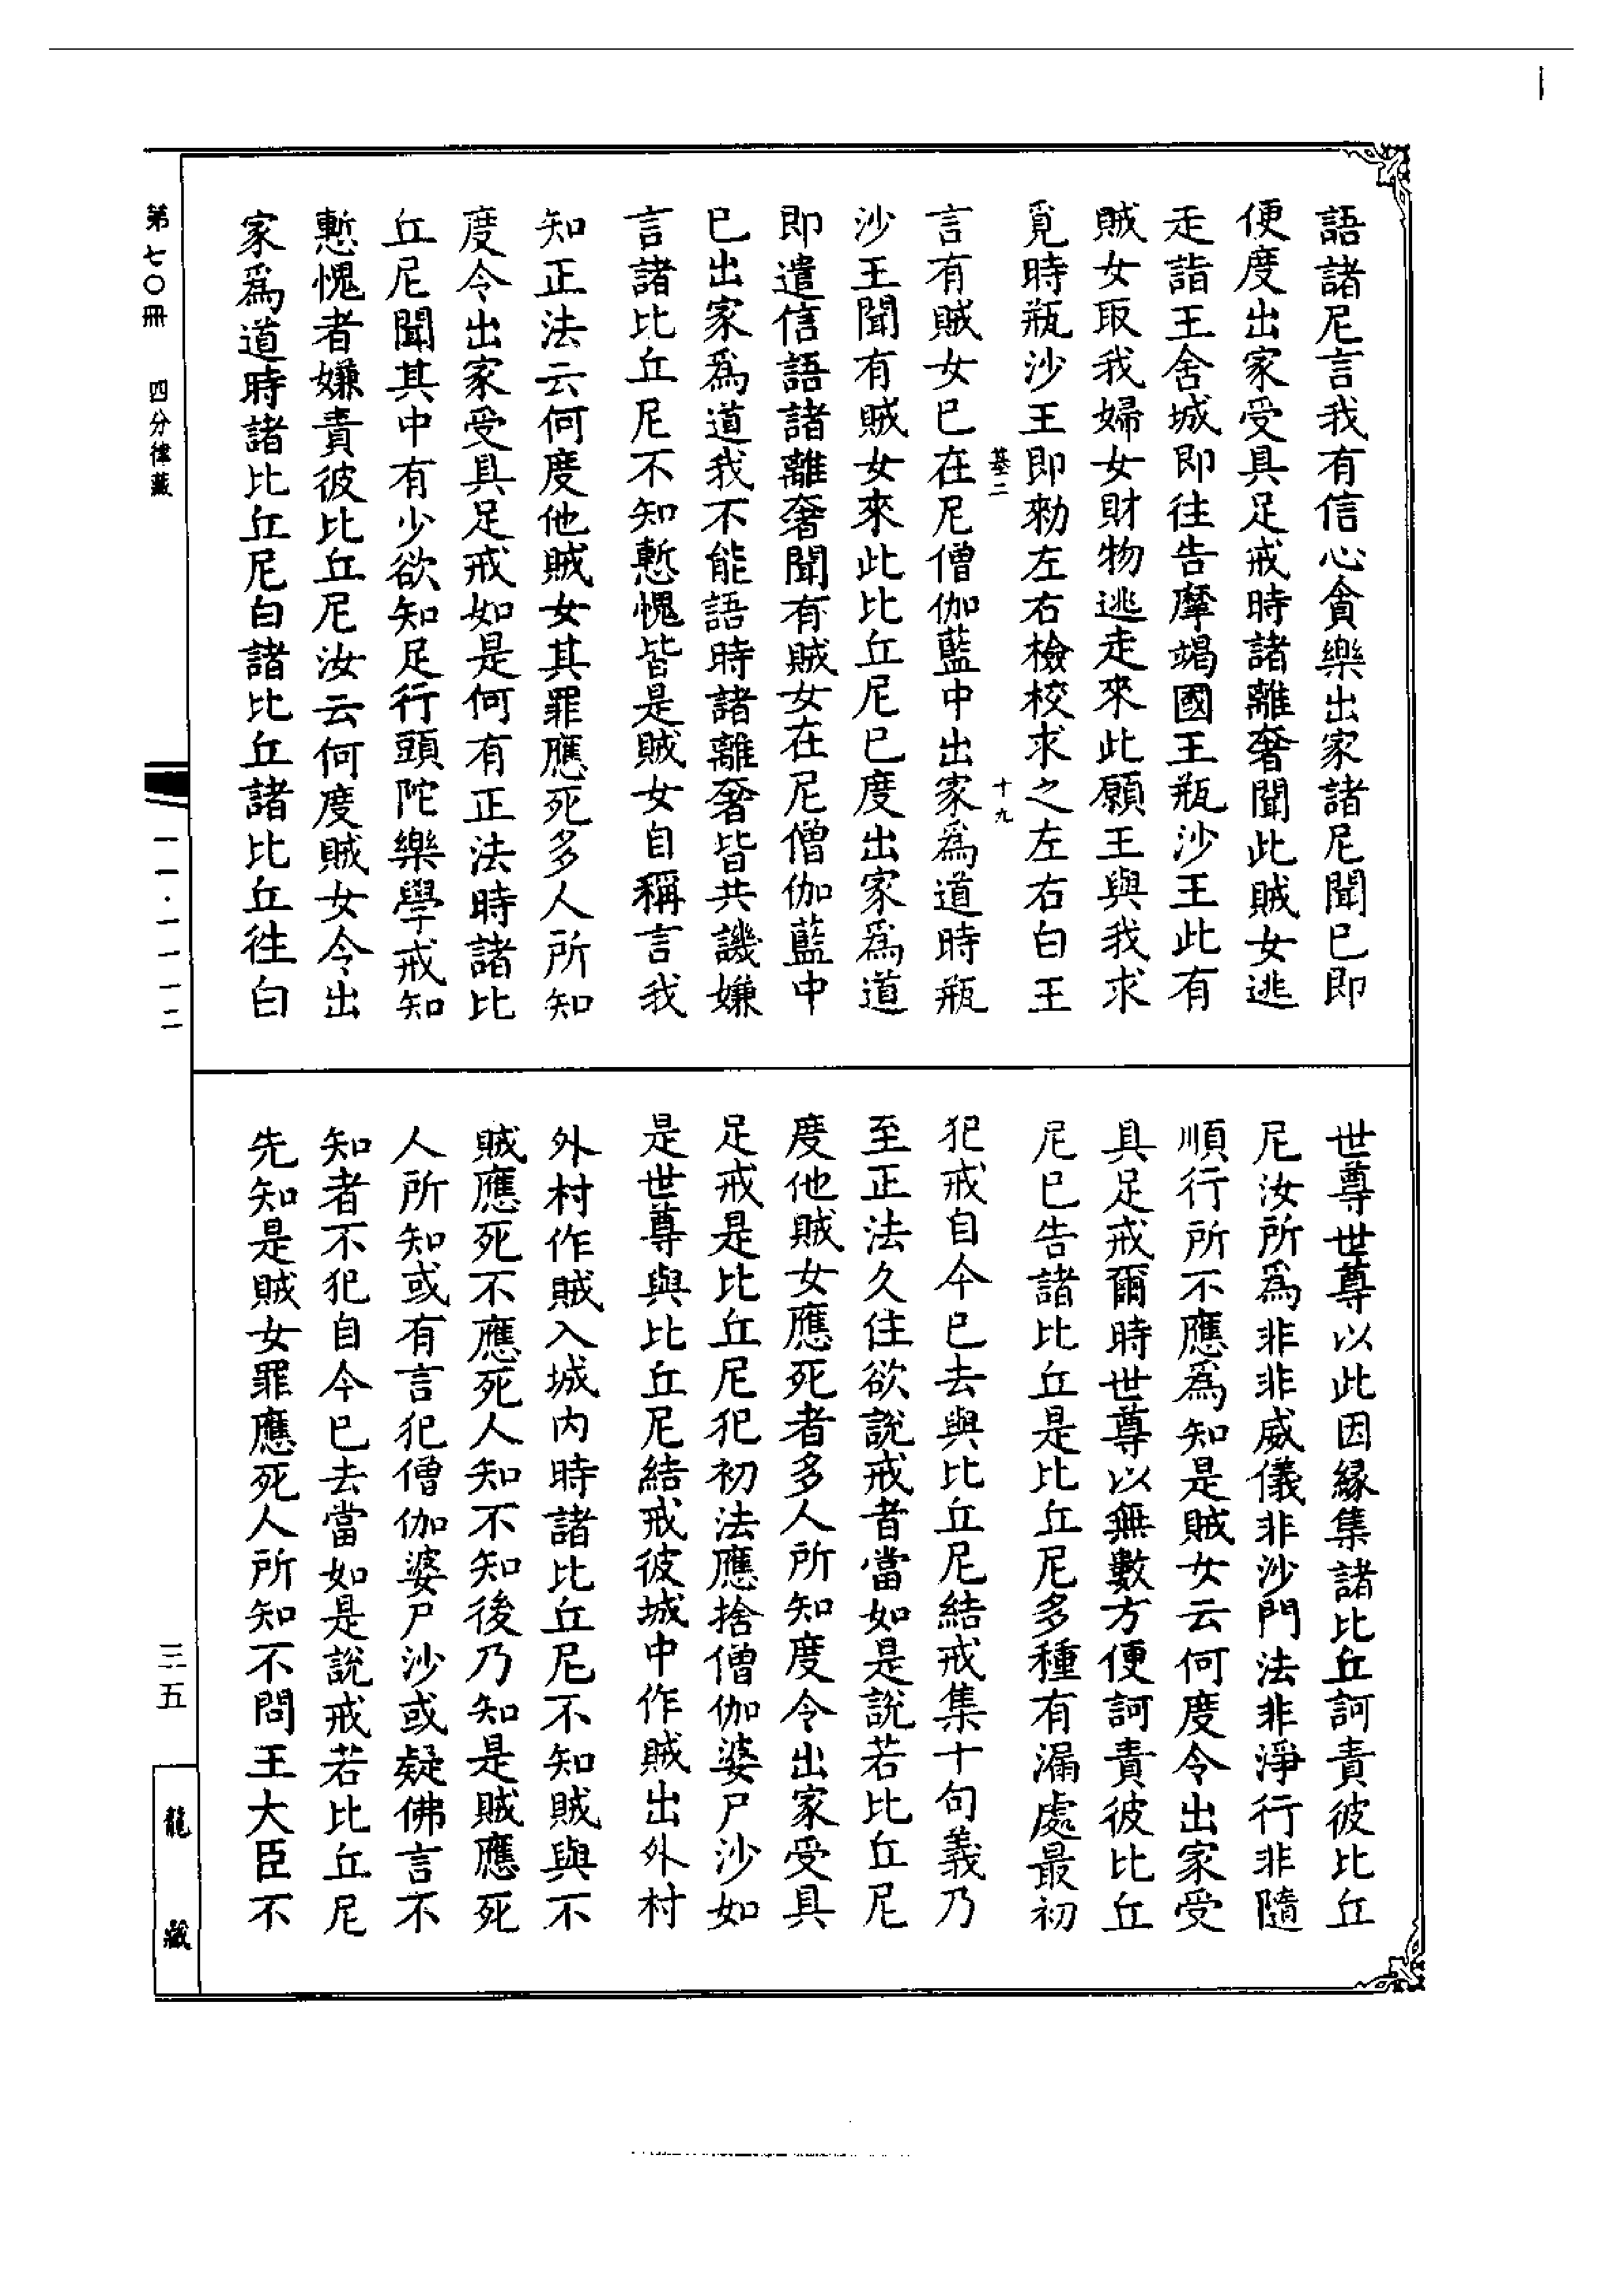 語諸尼言我有信心貪樂出家諸尼聞已即
便度出家受具足戒時諸離奢聞此賊女逃
走詣王舍城即往告摩竭國王瓶沙王此有
賊女取我婦女財物逃走來此願王與我求
覓時瓶沙王即勑左右檢校求之左右白王
墓二 十九
言有賊女已在尼僧伽藍中出家為道時瓶
沙王聞有賊女來此比丘尼已度出家為道
即遣信語諸離奢聞有賊女在尼僧伽藍中
已出家為道我不能語時諸離奢皆共譏嫌
言諸比丘尼不知慙愧皆是賊女自稱言我
知正法云何度他賊女其罪應死多人所知
度令出家受具足戒如是何有正法時諸比
丘尼聞其中有少欲知足行頭陀樂學戒知
慙愧者嫌責彼比丘尼汝云何度賊女令出
家為道時諸比丘尼白諸比丘諸比丘往白
世尊世尊以此因緣集諸比丘訶責彼比丘
尼汝所為非非威儀非沙門法非淨行非隨
順行所不應為知是賊女云何度令出家受
具足戒爾時世尊以無數方便訶責彼比丘
尼已告諸比丘是比丘尼多種有漏處最初
犯戒自今已去與比丘尼結戒集十句義乃
至正法久住欲說戒者當如是說若比丘尼
度他賊女應死者多人所知度令出家受具
足戒是比丘尼犯初法應捨僧伽婆尸沙如
是世尊與比丘尼結戒彼城中作賊出外村
外村作賊入城內時諸比丘尼不知賊與不
賊應死不應死人知不知後乃知是賊應死
人所知或有言犯僧伽婆尸沙或疑佛言不
知者不犯自今已去當如是說戒若比丘尼
先知是賊女罪應死人所知不問王大臣不
第七〇冊 四分律藏
一一·一一一二
三五
龍藏